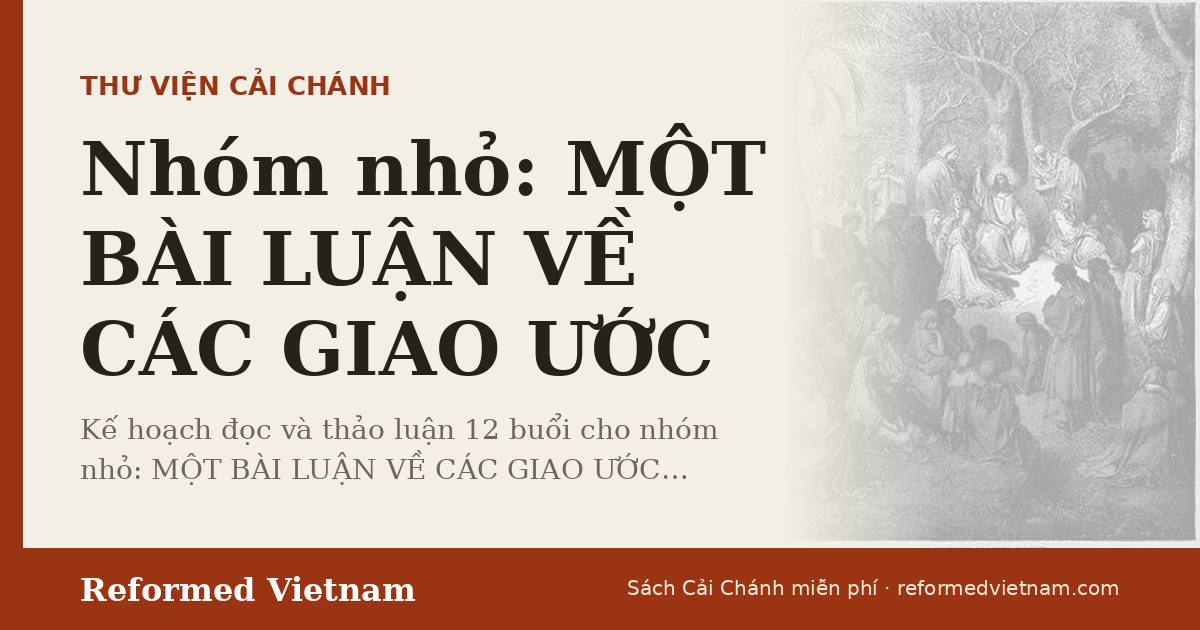 THƯ VIỆN CẢI CHÁNH
Nhóm nhỏ: MỘT
BÀI LUẬN VỀ
CÁC GIAO ƯỚC
Kế hoạch đọc và thảo luận 12 buổi cho nhóm
nhỏ: MỘT BÀI LUẬN VỀ CÁC GIAO ƯỚC...
Reformed Vietnam
Sách Cải Chánh miễn phí · reformedvietnam.com